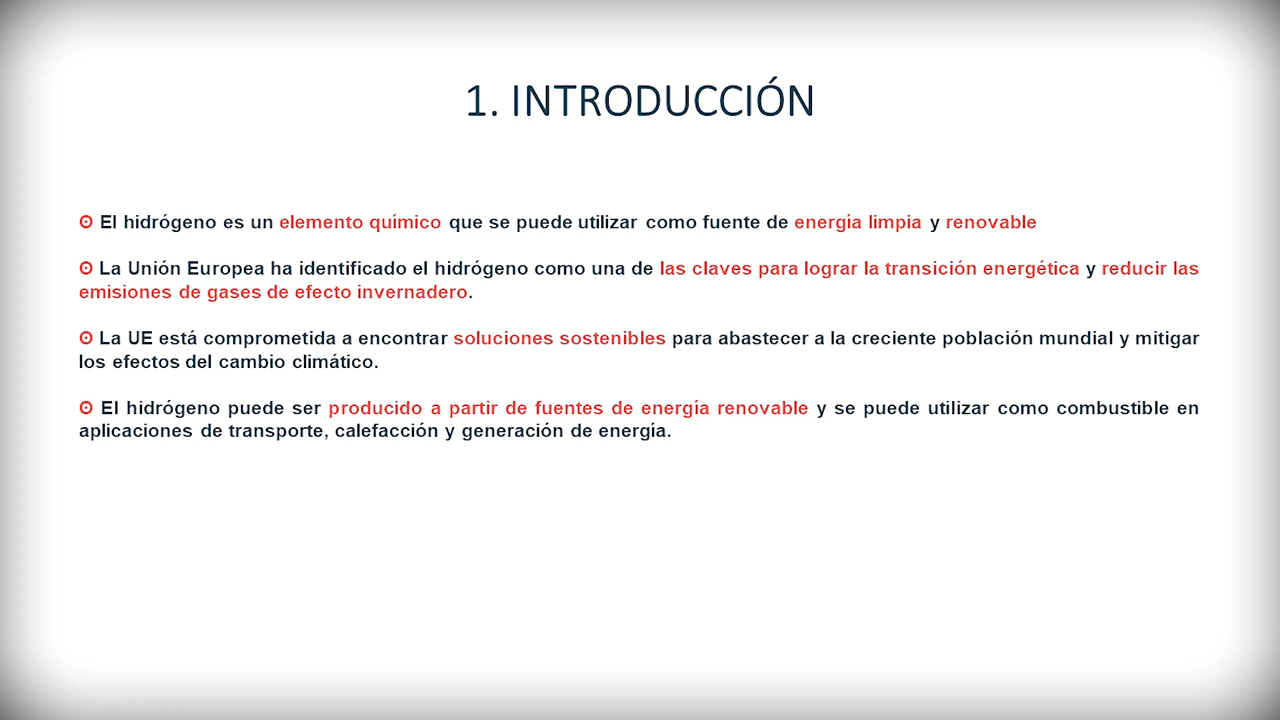 1. INTRODUCCIÓN
ʘ El hidrógeno es un elemento químico que se puede utilizar como fuente de energía limpia y renovable
ʘ La Unión Europea ha identificado el hidrógeno como una de las claves para lograr la transición energética y reducir las
emisiones de gases de efecto invernadero.
ʘ La UE está comprometida a encontrar soluciones sostenibles para abastecer a la creciente población mundial y mitigar
los efectos del cambio climático.
ʘ El hidrógeno puede ser producido a partir de fuentes de energía renovable y se puede utilizar como combustible en
aplicaciones de transporte, calefacción y generación de energía.